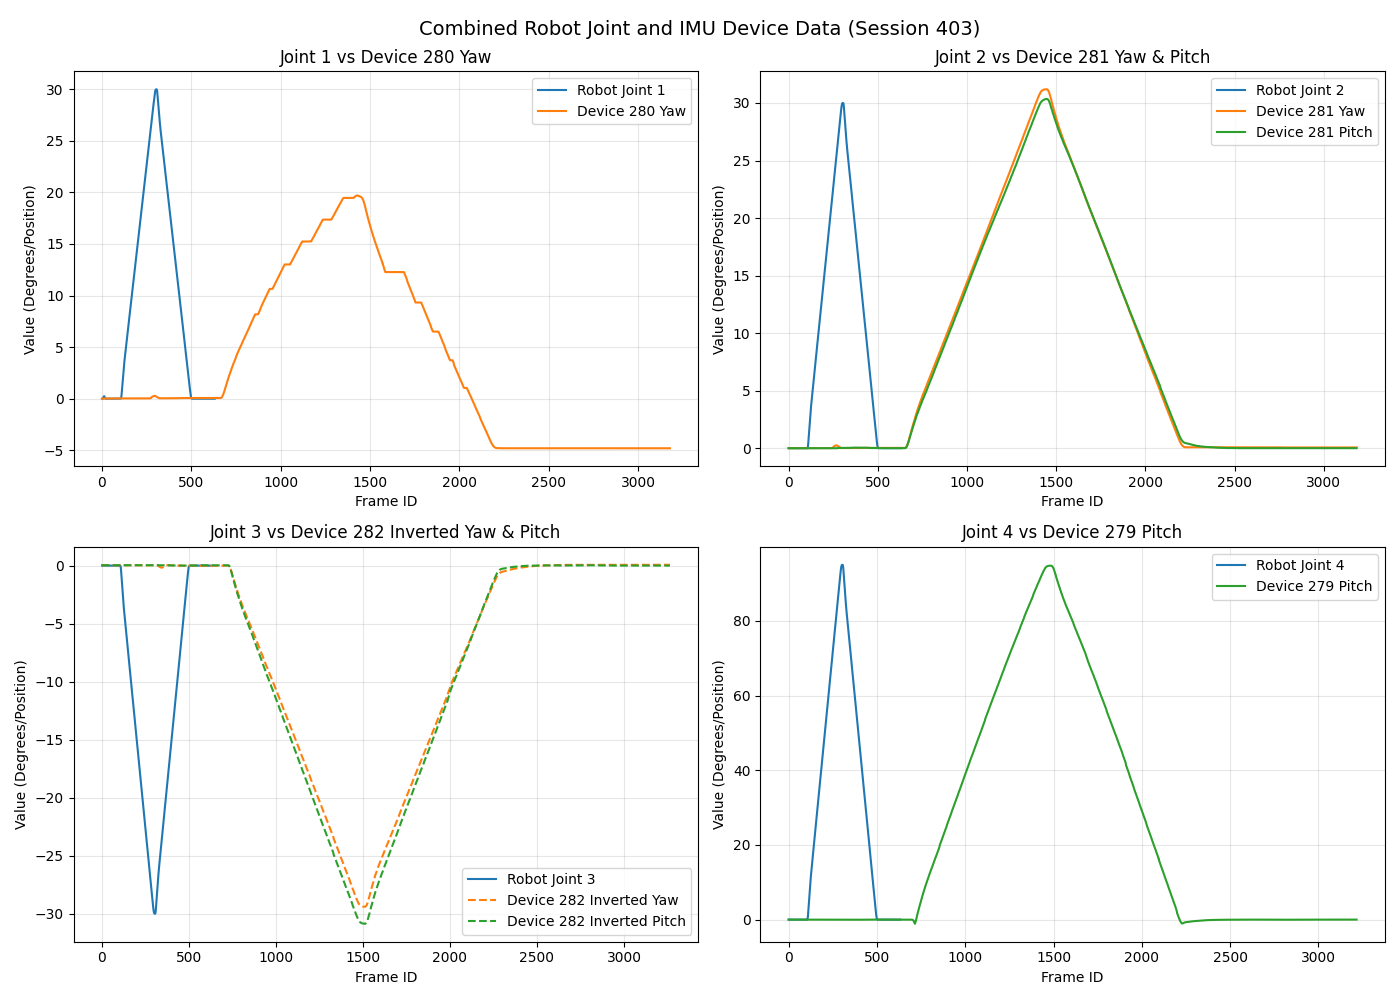 Combined Robot Joint and IMU Device Data (Session 403)
Joint 1 vs Device 280 Yaw
Value (Degrees/Position)
30
25
20
15
10
5
0
−5
0 500 1000 1500 2000 2500 3000
Frame ID
Robot Joint 1
Device 280 Yaw
Joint 2 vs Device 281 Yaw & Pitch
Value (Degrees/Position)
30
25
20
15
10
5
0
0 500 1000 1500 2000 2500 3000
Frame ID
Robot Joint 2
Device 281 Yaw
Device 281 Pitch
Joint 3 vs Device 282 Inverted Yaw & Pitch
Value (Degrees/Position)
0
−5
−10
−15
−20
−25
−30
0 500 1000 1500 2000 2500 3000
Frame ID
Robot Joint 3
Device 282 Inverted Yaw
Device 282 Inverted Pitch
Joint 4 vs Device 279 Pitch
Value (Degrees/Position)
80
60
40
20
0
0 500 1000 1500 2000 2500 3000
Frame ID
Robot Joint 4
Device 279 Pitch